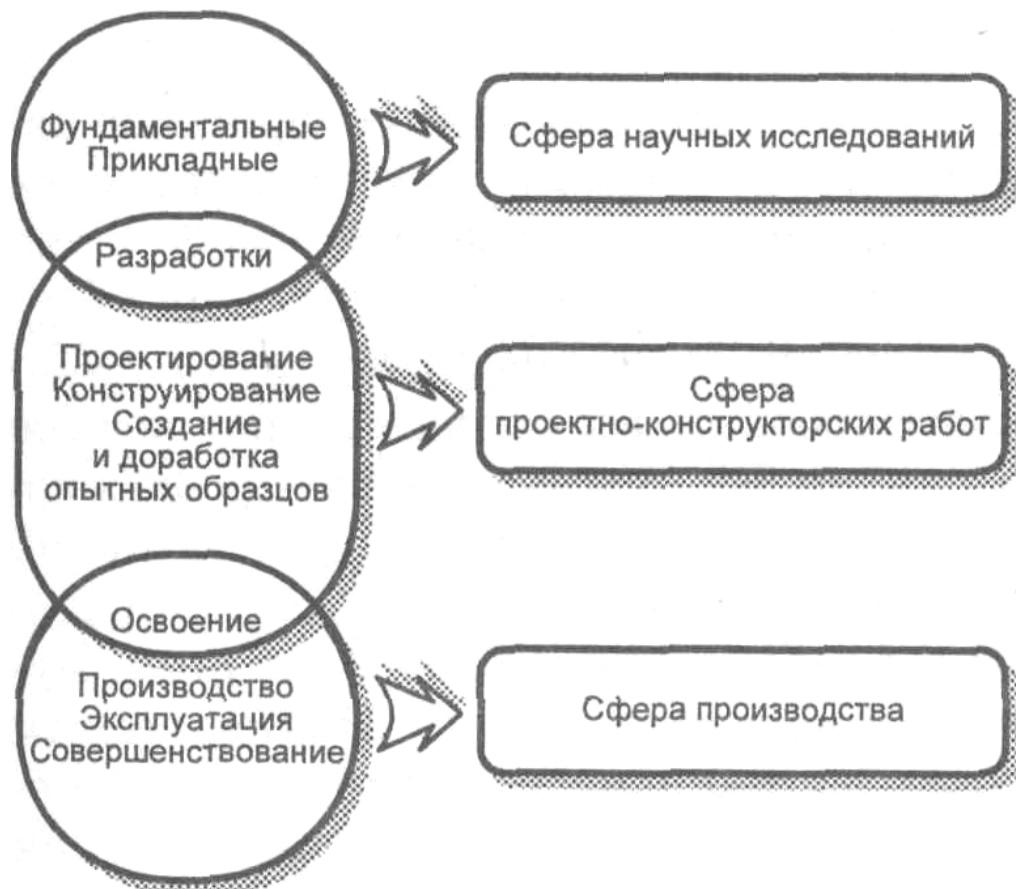 Фундаментальные
Прикладные
Сфера научных исследований
Разработки
Проектирование
Конструирование
Создание
и доработка
опытных образцов
Сфера
проектно-конструкторских работ
Освоение
Производство
Эксплуатация
Совершенствование
Сфера производства